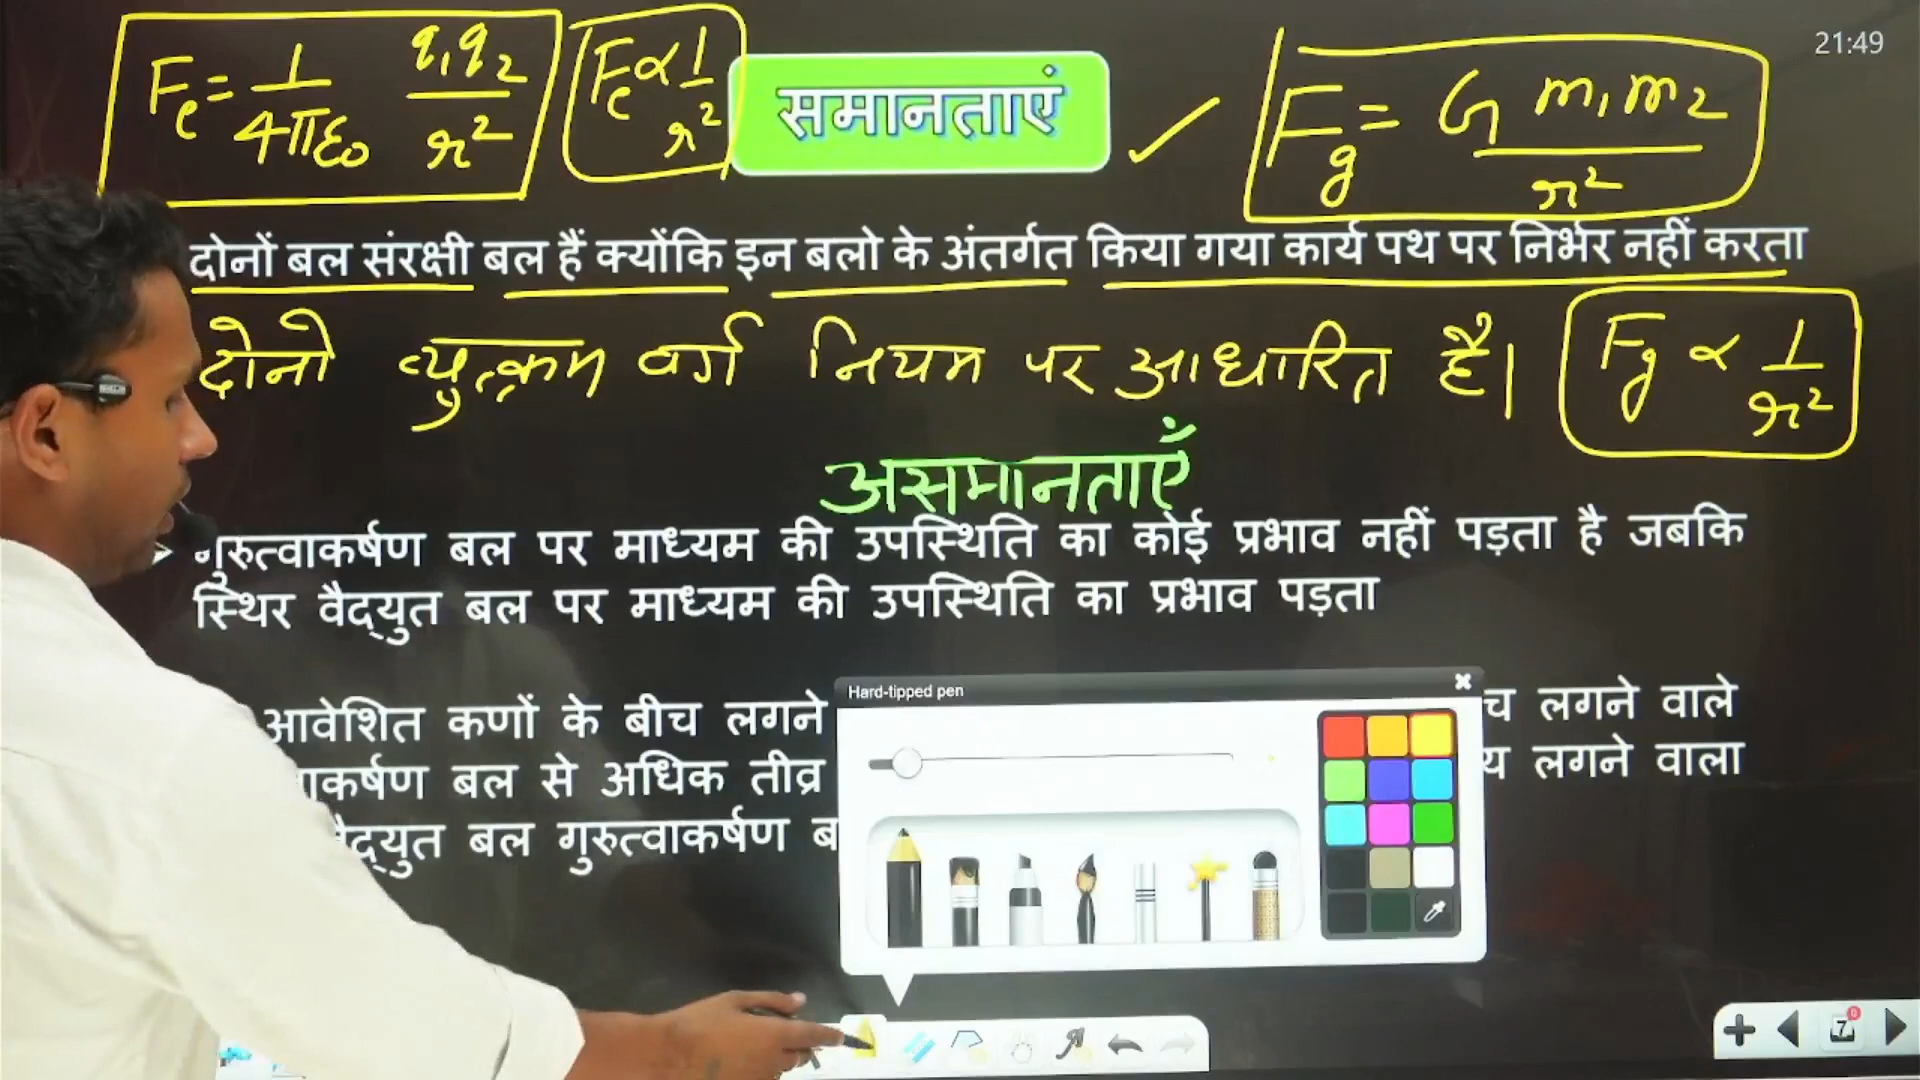 Fe = 1/4πε0 q1q2/r²
Fe ∝ 1/r²
समानताएं
Fg = G m1m2/r²
21:49
दोनों बल संरक्षी बल हैं क्योंकि इन बलो के अंतर्गत किया गया कार्य पथ पर निर्भर नहीं करता
दोनो व्युत्क्रम वर्ग नियम पर आधारित है।
Fg ∝ 1/r²
असमानताएँ
गुरुत्वाकर्षण बल पर माध्यम की उपस्थिति का कोई प्रभाव नहीं पड़ता है जबकि
स्थिर वैद्युत बल पर माध्यम की उपस्थिति का प्रभाव पड़ता
आवेशित कणों के बीच लगने
लगने वाले
बल से अधिक तीव्र
लगने वाला
बल गुरुत्वाकर्षण
Hard-tipped pen
7
0